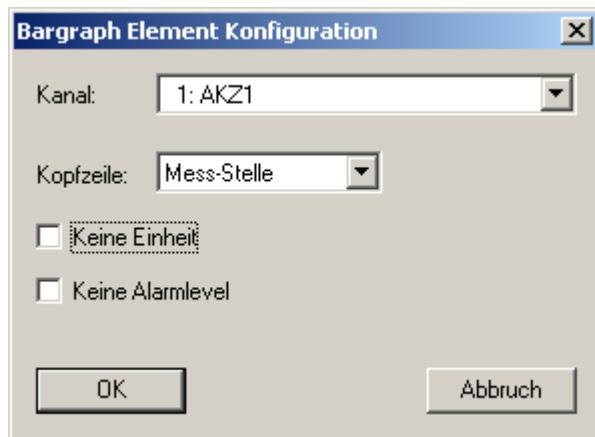 Bargraph Element Konfiguration
Kanal: 1: AKZ1
Kopfzeile: Mess-Stelle
Keine Einheit
Keine Alarmlevel
OK Abbruch